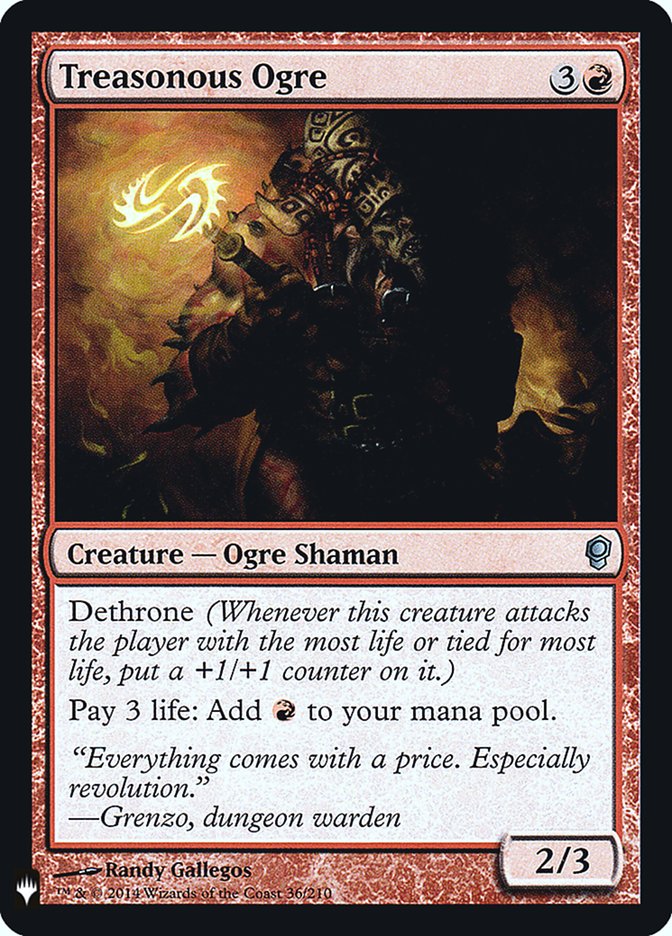 Treasonous Ogre
3
Creature — Ogre Shaman
Dethrone (Whenever this creature attacks
the player with the most life or tied for most
life, put a +1/+1 counter on it.)
Pay 3 life: Add to your mana pool.
“Everything comes with a price. Especially
revolution.”
—Grenzo, dungeon warden
2/3
Randy Gallegos
™ & © 2014 Wizards of the Coast 36/210